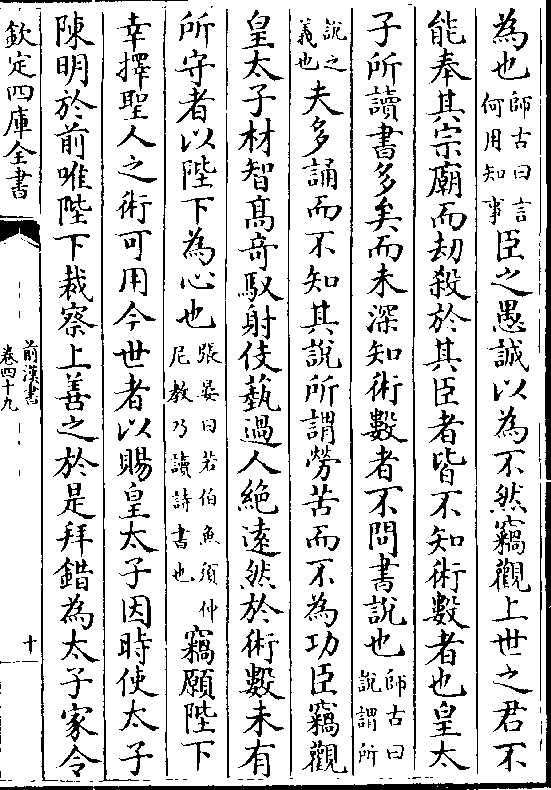 為也師古曰言何用知事臣之愚誠以為不然竊觀上世之君不
能奉其宗廟而劫殺於其臣者皆不知術數者也皇太
子所讀書多矣而未深知術數者不問書說也師古曰說謂所
說之義也夫多誦而不知其說所謂勞苦而不為功臣竊觀
皇太子材智髙竒馭射伎藝過人絕遠然於術數未有
所守者以陛下為心也張晏曰若伯魚須仲尼教乃讀詩書也竊願陛下
幸擇聖人之術可用今世者以賜皇太子因時使太子
陳明於前唯陛下裁察上善之於是拜錯為太子家令
欽定四庫全書
前漢書
卷四十九
十